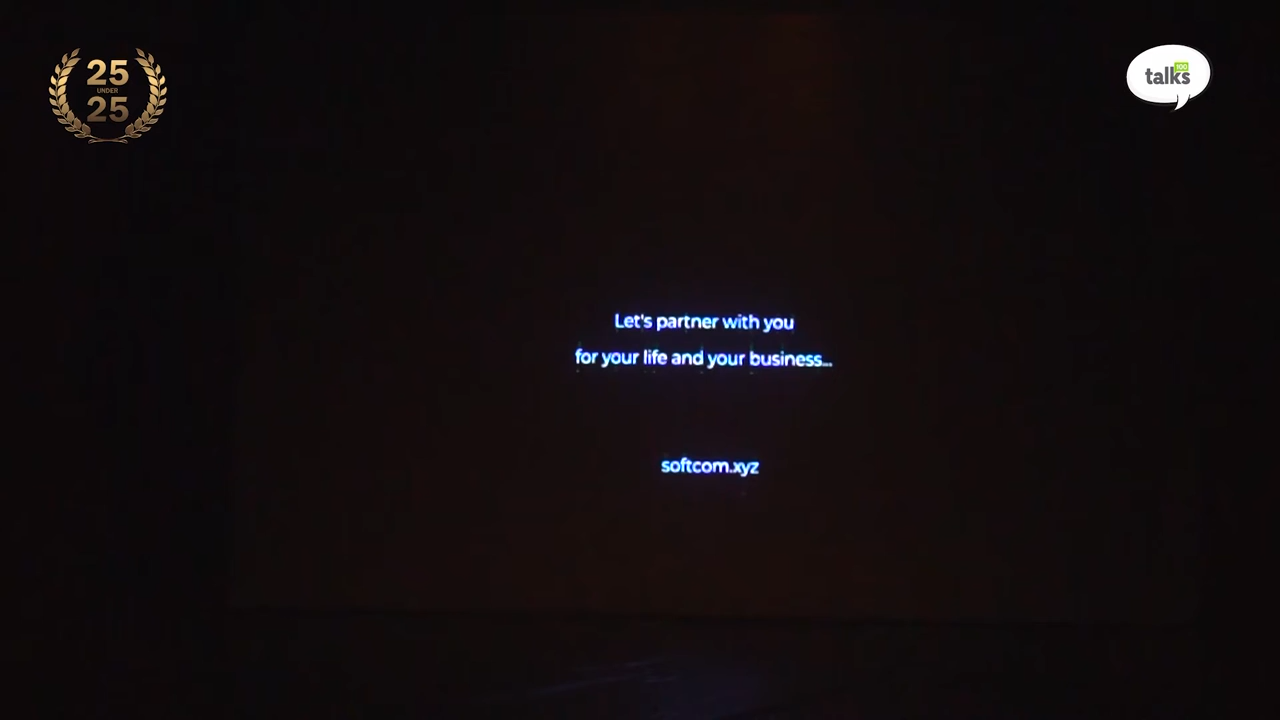 25
UNDER
25
talks
100
Let's partner with you
for your life and your business...
softcom.xyz